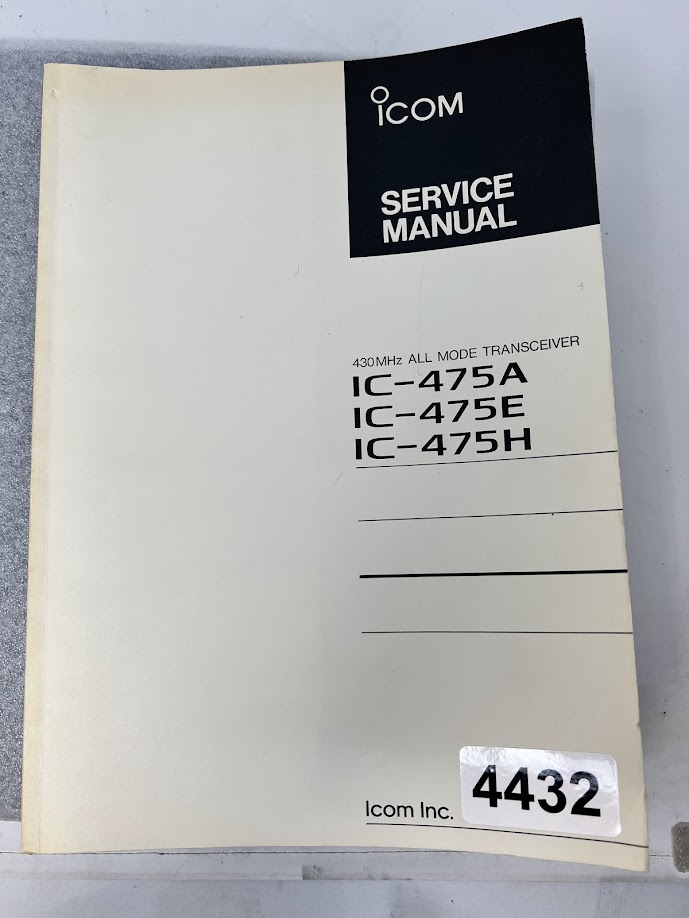 ICOM
SERVICE
MANUAL
430MHz ALL MODE TRANSCEIVER
IC-475A
IC-475E
IC-475H
Icom Inc.
4432